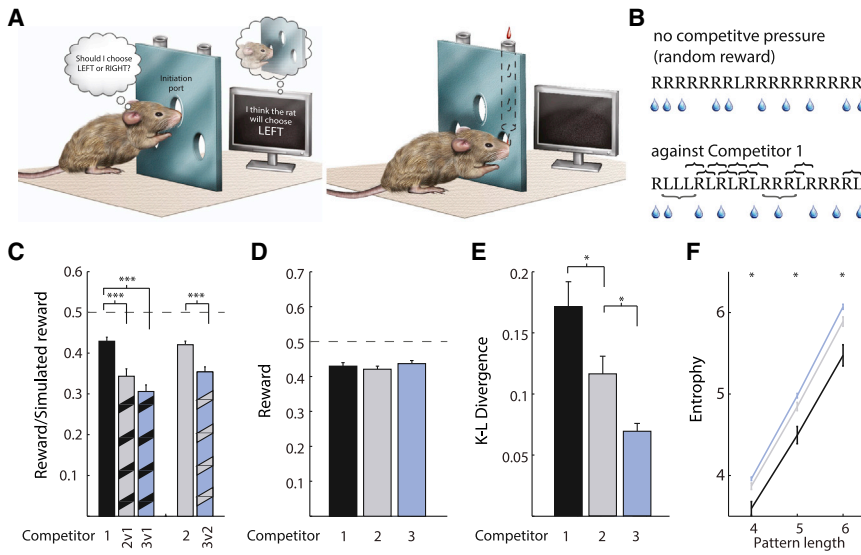 A
Should I choose
LEFT or RIGHT?
Initiation
port
I think the rat
will choose
LEFT
B
no competitve pressure
(random reward)
RRRRRRRLRRRRRRRRRR
against Competitor 1
RLLLRLRLRLRRRRLRRRRRL
C
Reward/Simulated reward
0.6
0.5
0.4
0.3
0.2
0.1
***
***
***
Competitor 1 2v1 3v1 2 3v2
D
Reward
0.7
0.6
0.5
0.4
0.3
0.2
0.1
Competitor 1 2 3
E
K-L Divergence
0.2
0.15
0.1
0.05
*
*
Competitor 1 2 3
F
Entrophy
6
5
4
* * *
4 5 6
Pattern length